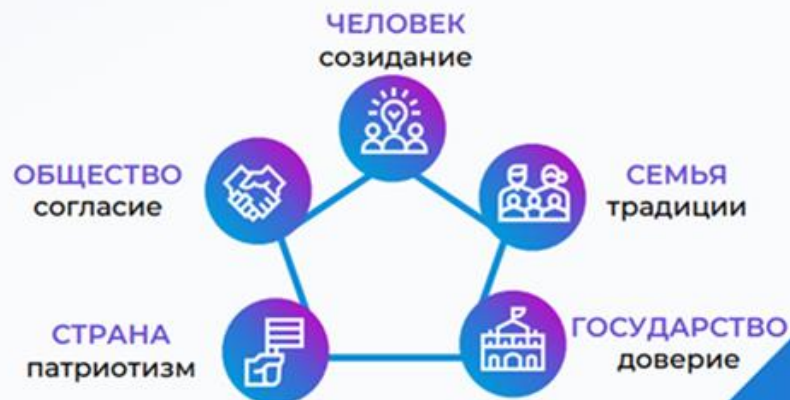 ЧЕЛОВЕК
созидание
ОБЩЕСТВО
согласие
СЕМЬЯ
традиции
СТРАНА
патриотизм
ГОСУДАРСТВО
доверие